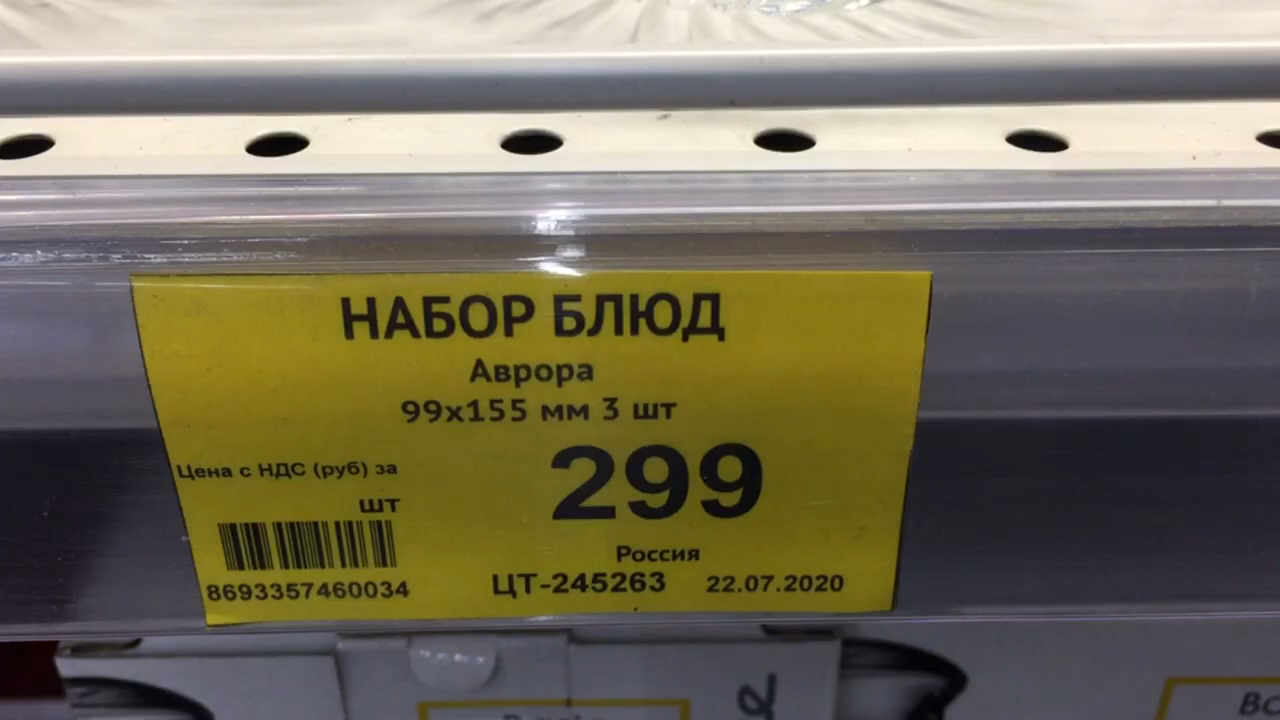 НАБОР БЛЮД
Аврора
99х155 мм 3 шт
Цена с НДС (руб) за
шт
299
Россия
8693357460034
ЦТ-245263
22.07.2020